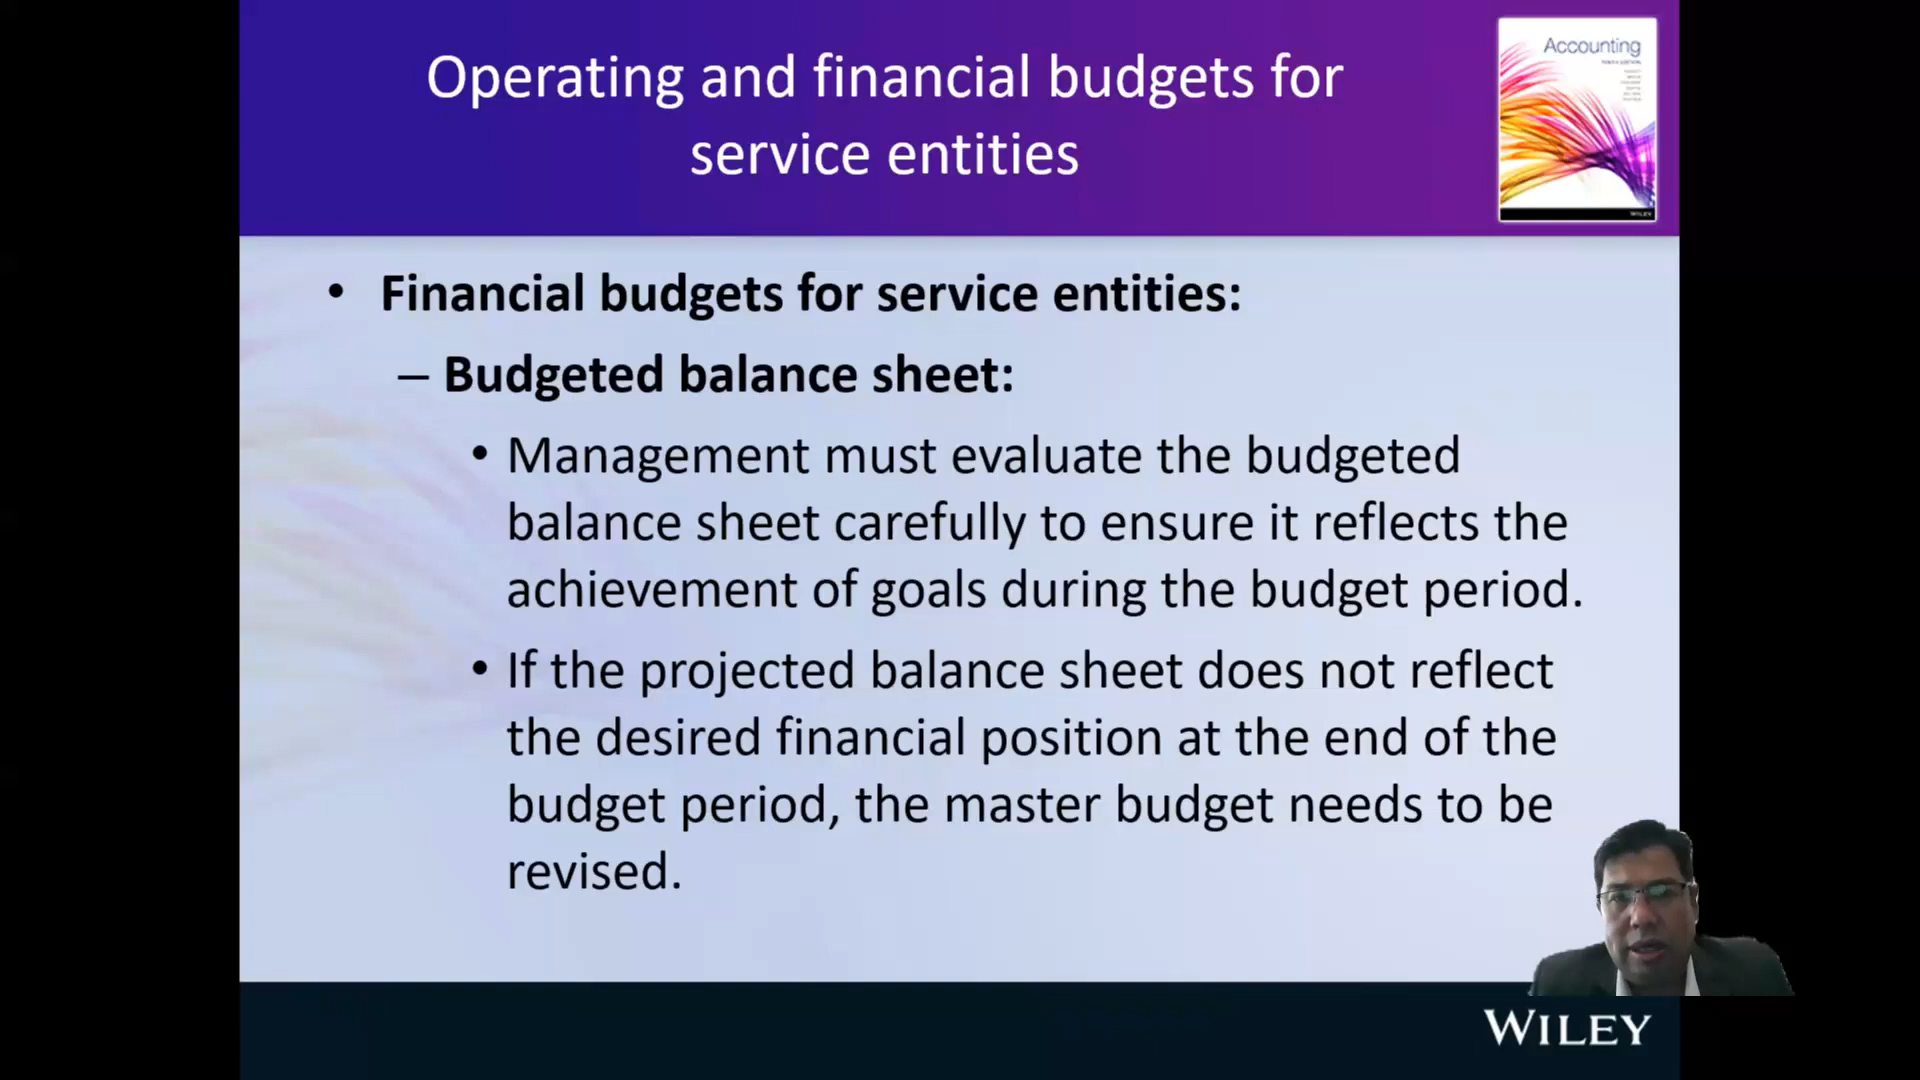 Operating and financial budgets for
service entities
Accounting
WILEY
• Financial budgets for service entities:
– Budgeted balance sheet:
• Management must evaluate the budgeted
balance sheet carefully to ensure it reflects the
achievement of goals during the budget period.
• If the projected balance sheet does not reflect
the desired financial position at the end of the
budget period, the master budget needs to be
revised.
WILEY